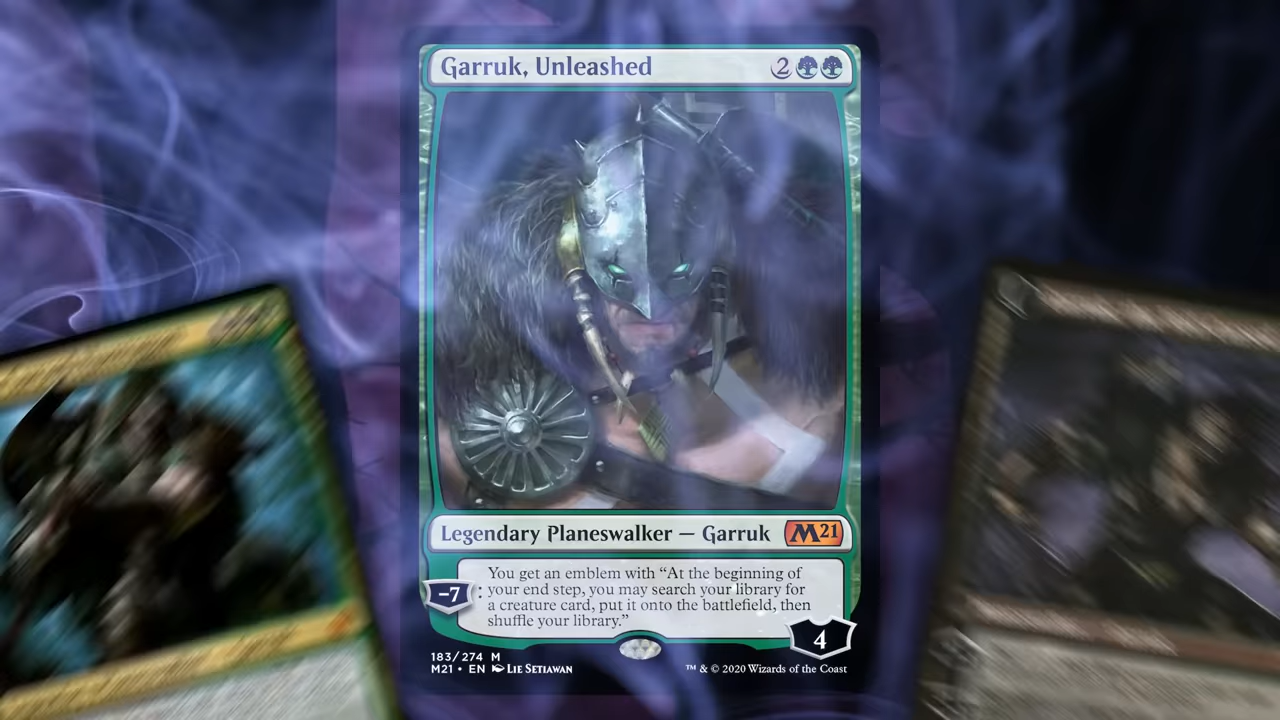 Garruk, Unleashed 2
Legendary Planeswalker — Garruk M21
You get an emblem with “At the beginning of
−7 : your end step, you may search your library for
a creature card, put it onto the battlefield, then
shuffle your library.”
4
183/274 M
M21 • EN Lie Setiawan ™ & © 2020 Wizards of the Coast